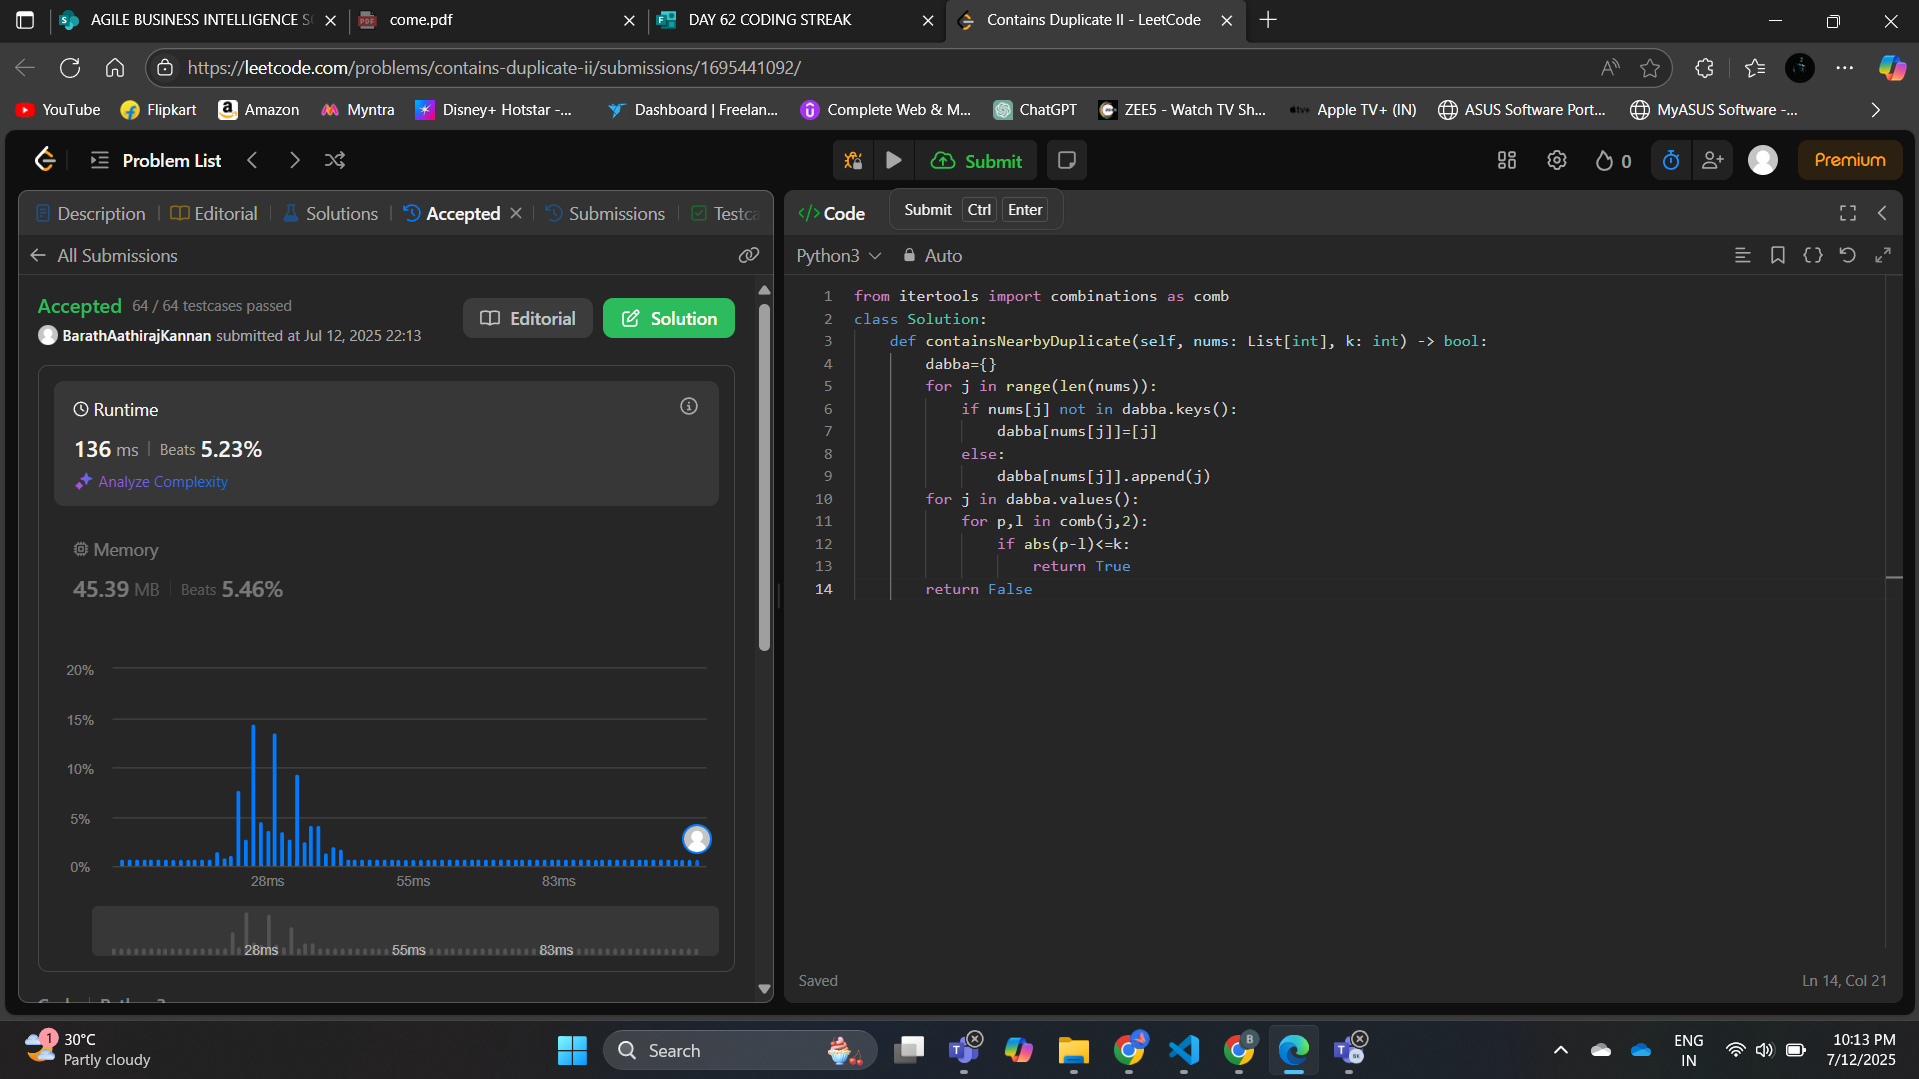 AGILE BUSINESS INTELLIGENCE S
come.pdf
DAY 62 CODING STREAK
Contains Duplicate II - LeetCode
https://leetcode.com/problems/contains-duplicate-ii/submissions/1695441092/
YouTube
Flipkart
Amazon
Myntra
Disney+ Hotstar -...
Dashboard | Freelan...
Complete Web & M...
ChatGPT
ZEE5 - Watch TV Sh...
Apple TV+ (IN)
ASUS Software Port...
MyASUS Software -...
Problem List
Submit
0
Premium
Description
Editorial
Solutions
Accepted
Submissions
Testca
</> Code
Submit Ctrl Enter
All Submissions
Python3
Auto
Accepted 64 / 64 testcases passed
BarathAathirajKannan submitted at Jul 12, 2025 22:13
Editorial
Solution
Runtime
136 ms | Beats 5.23%
Analyze Complexity
Memory
45.39 MB | Beats 5.46%
20%
15%
10%
5%
0%
28ms 55ms 83ms
28ms 55ms 83ms
1 from itertools import combinations as comb
2 class Solution:
3 def containsNearbyDuplicate(self, nums: List[int], k: int) -> bool:
4 dabba={}
5 for j in range(len(nums)):
6 if nums[j] not in dabba.keys():
7 dabba[nums[j]]=[j]
8 else:
9 dabba[nums[j]].append(j)
10 for j in dabba.values():
11 for p,l in comb(j,2):
12 if abs(p-l)<=k:
13 return True
14 return False
Saved
Ln 14, Col 21
1
30°C
Partly cloudy
Search
ENG
IN
10:13 PM
7/12/2025